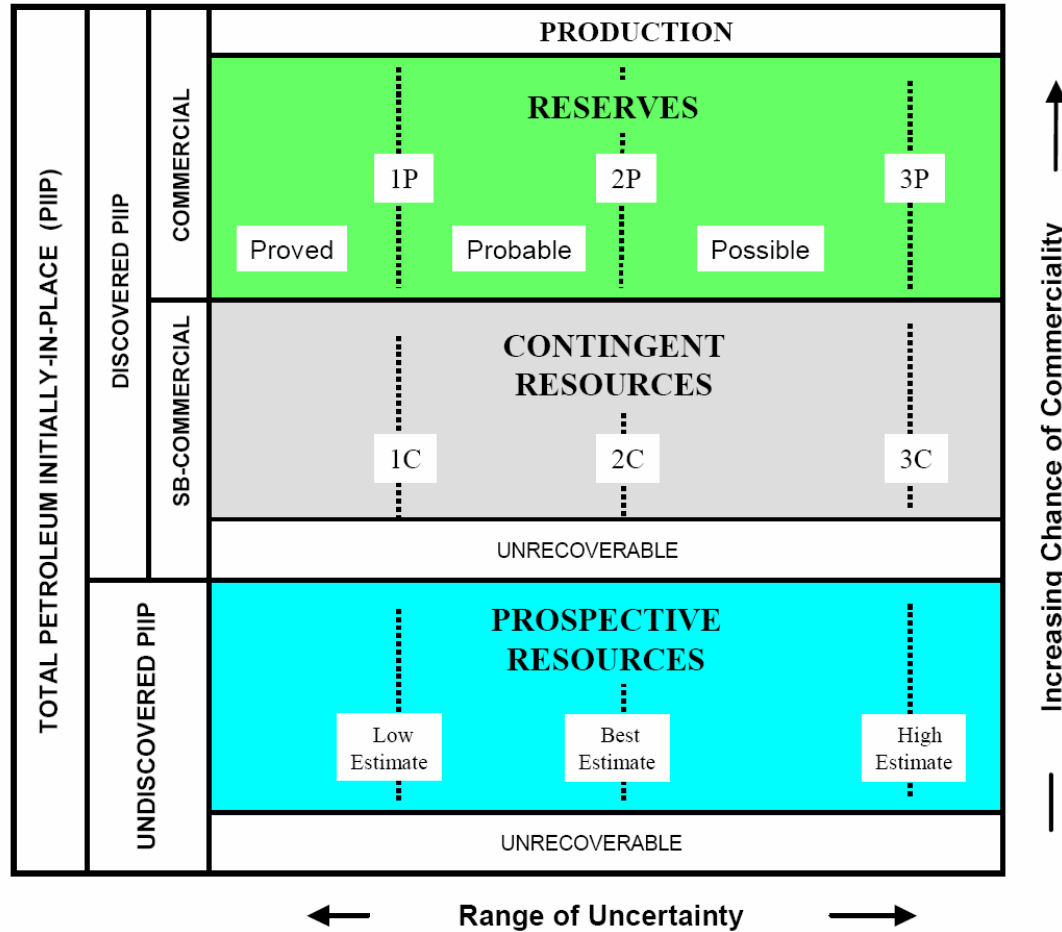 TOTAL PETROLEUM INITIALLY-IN-PLACE (PIIP)
DISCOVERED PIIP
UNDISCOVERED PIIP
COMMERCIAL
SB-COMMERCIAL
PRODUCTION
RESERVES
1P 2P 3P
Proved Probable Possible
CONTINGENT
RESOURCES
1C 2C 3C
UNRECOVERABLE
PROSPECTIVE
RESOURCES
Low Best High
Estimate Estimate Estimate
UNRECOVERABLE
Increasing Chance of Commerciality
Range of Uncertainty